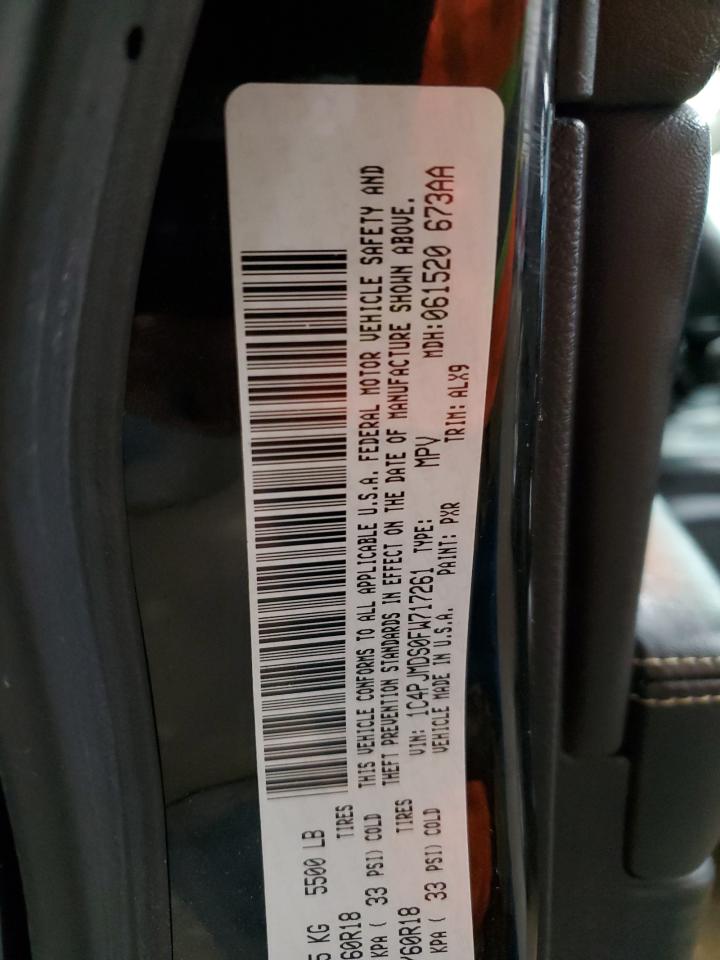 5 KG 5500 LB
60R18 TIRES
KPA ( 33 PSI) COLD
/60R18 TIRES
KPA ( 33 PSI) COLD
THIS VEHICLE CONFORMS TO ALL APPLICABLE U.S.A. FEDERAL MOTOR VEHICLE SAFETY AND
THEFT PREVENTION STANDARDS IN EFFECT ON THE DATE OF MANUFACTURE SHOWN ABOVE.
VIN: 1C4PJMDS0FW717261 TYPE: MPV MDH:061520 673AA
VEHICLE MADE IN U.S.A. PAINT: PXR TRIM: ALX9